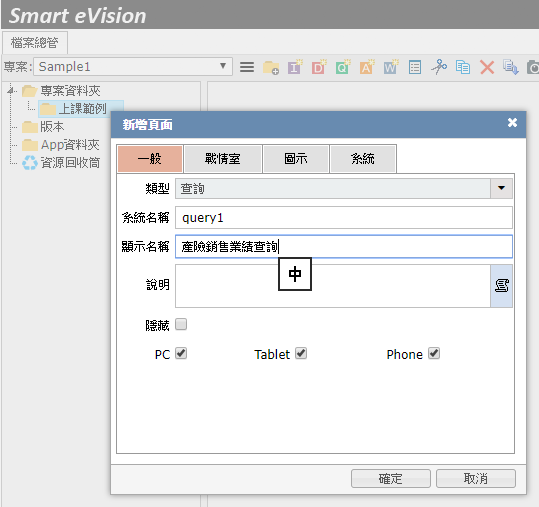 Smart eVision
檔案總管
專案: Sample1
I D Q A W
專案資料夾
上課範例
版本
App資料夾
資源回收筒
新增頁面
一般 戰情室 圖示 系統
類型 查詢
系統名稱 query1
顯示名稱 產險銷售業績查詢
中
說明
隱藏
PC Tablet Phone
確定 取消